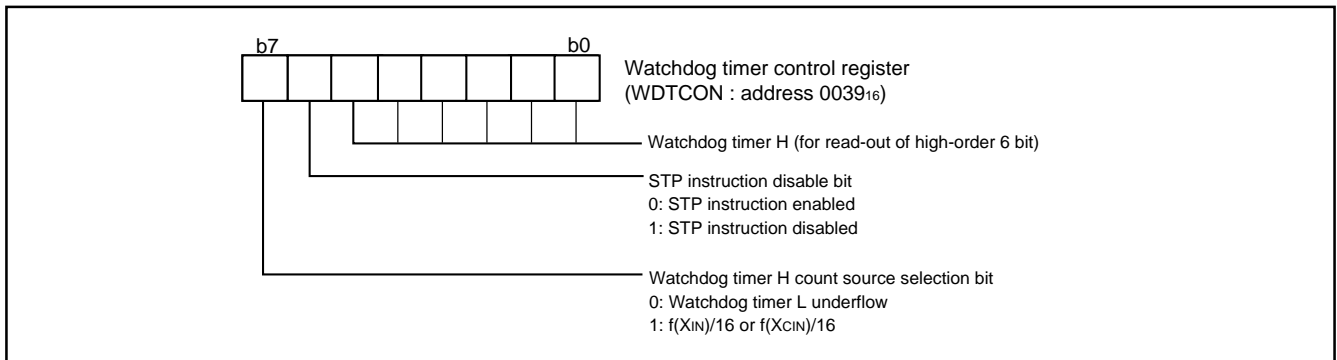 b7 b0
Watchdog timer control register
(WDTCON : address 003916)
Watchdog timer H (for read-out of high-order 6 bit)
STP instruction disable bit
0: STP instruction enabled
1: STP instruction disabled
Watchdog timer H count source selection bit
0: Watchdog timer L underflow
1: f(XIN)/16 or f(XCIN)/16